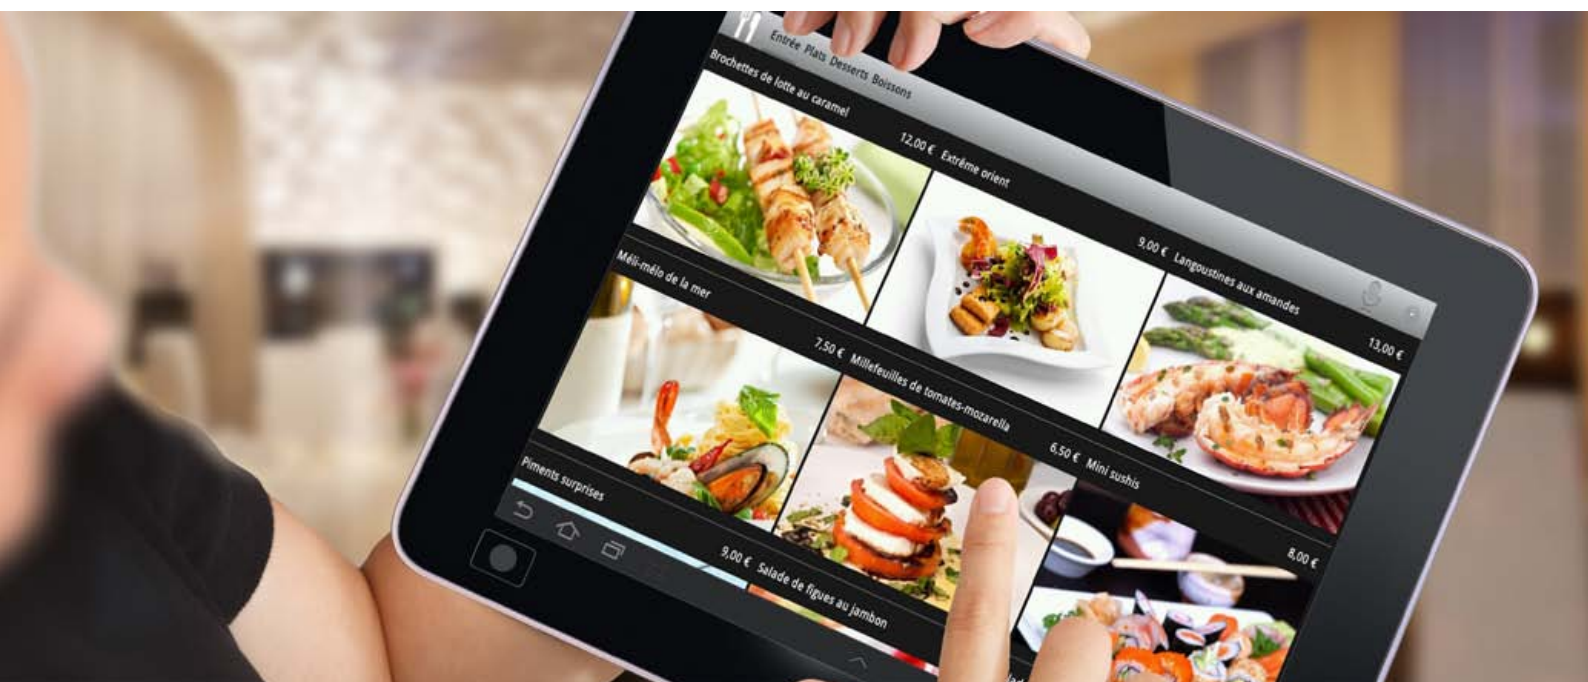 Entrée Plats Desserts Boissons
Brochettes de lotte au caramel 12,00 € Extrême orient 9,00 € Langoustines aux amandes 13,00 €
Méli-mélo de la mer 7,50 € Millefeuilles de tomates-mozarella 6,50 € Mini sushis 8,00 €
Piments surprises 9,00 € Salade de figues au jambon